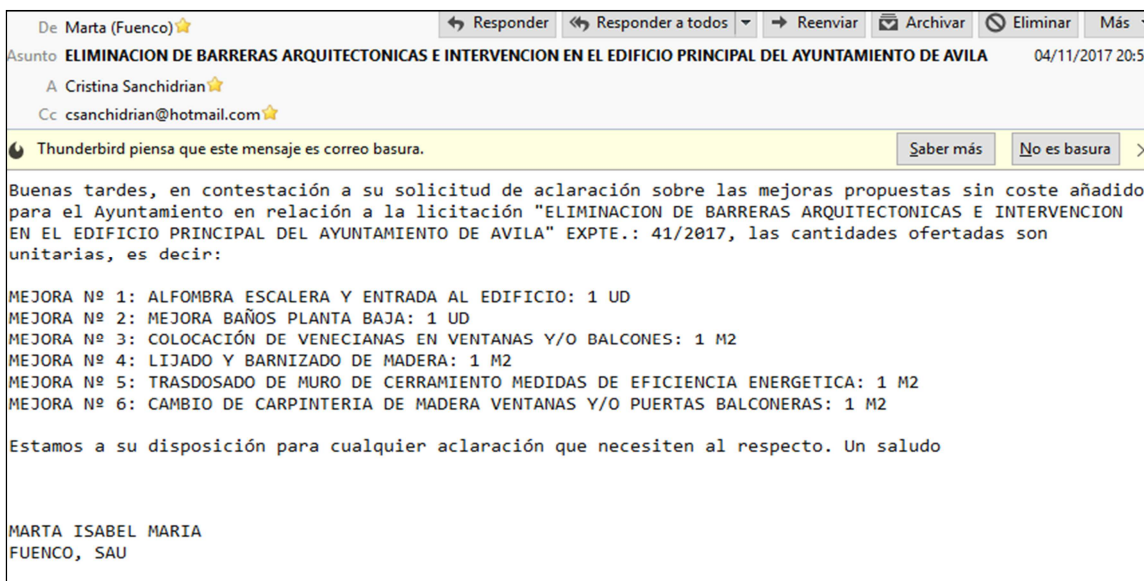 De Marta (Fuenco) Responder Responder a todos Reenviar Archivar Eliminar Más
Asunto ELIMINACION DE BARRERAS ARQUITECTONICAS E INTERVENCION EN EL EDIFICIO PRINCIPAL DEL AYUNTAMIENTO DE AVILA 04/11/2017 20:5
A Cristina Sanchidrian
Cc csanchidrian@hotmail.com
Thunderbird piensa que este mensaje es correo basura. Saber más No es basura
Buenas tardes, en contestación a su solicitud de aclaración sobre las mejoras propuestas sin coste añadido
para el Ayuntamiento en relación a la licitación "ELIMINACION DE BARRERAS ARQUITECTONICAS E INTERVENCION
EN EL EDIFICIO PRINCIPAL DEL AYUNTAMIENTO DE AVILA" EXPTE.: 41/2017, las cantidades ofertadas son
unitarias, es decir:
MEJORA Nº 1: ALFOMBRA ESCALERA Y ENTRADA AL EDIFICIO: 1 UD
MEJORA Nº 2: MEJORA BAÑOS PLANTA BAJA: 1 UD
MEJORA Nº 3: COLOCACIÓN DE VENECIANAS EN VENTANAS Y/O BALCONES: 1 M2
MEJORA Nº 4: LIJADO Y BARNIZADO DE MADERA: 1 M2
MEJORA Nº 5: TRASDOSADO DE MURO DE CERRAMIENTO MEDIDAS DE EFICIENCIA ENERGETICA: 1 M2
MEJORA Nº 6: CAMBIO DE CARPINTERIA DE MADERA VENTANAS Y/O PUERTAS BALCONERAS: 1 M2
Estamos a su disposición para cualquier aclaración que necesiten al respecto. Un saludo
MARTA ISABEL MARIA
FUENCO, SAU